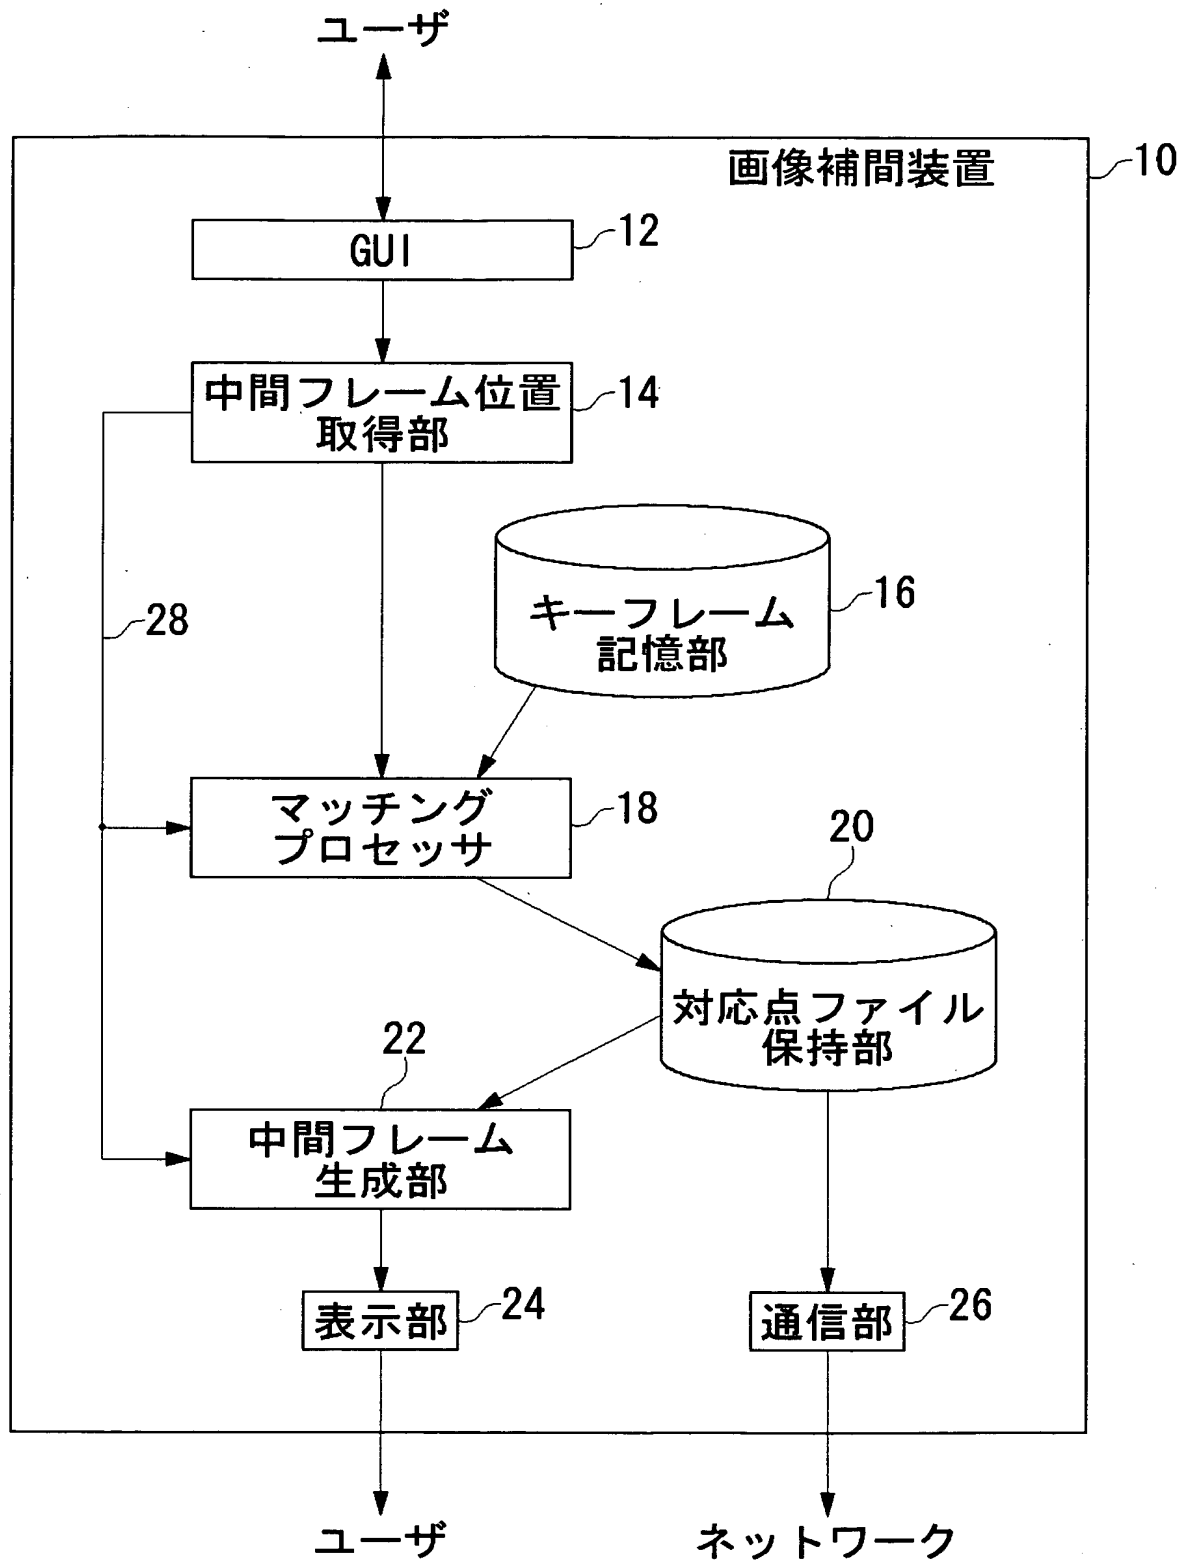 ユーザ
画像補間装置
10
GUI
12
中間フレーム位置
取得部
14
キーフレーム
記憶部
16
28
マッチング
プロセッサ
18
20
対応点ファイル
保持部
22
中間フレーム
生成部
表示部
24
通信部
26
ユーザ
ネットワーク